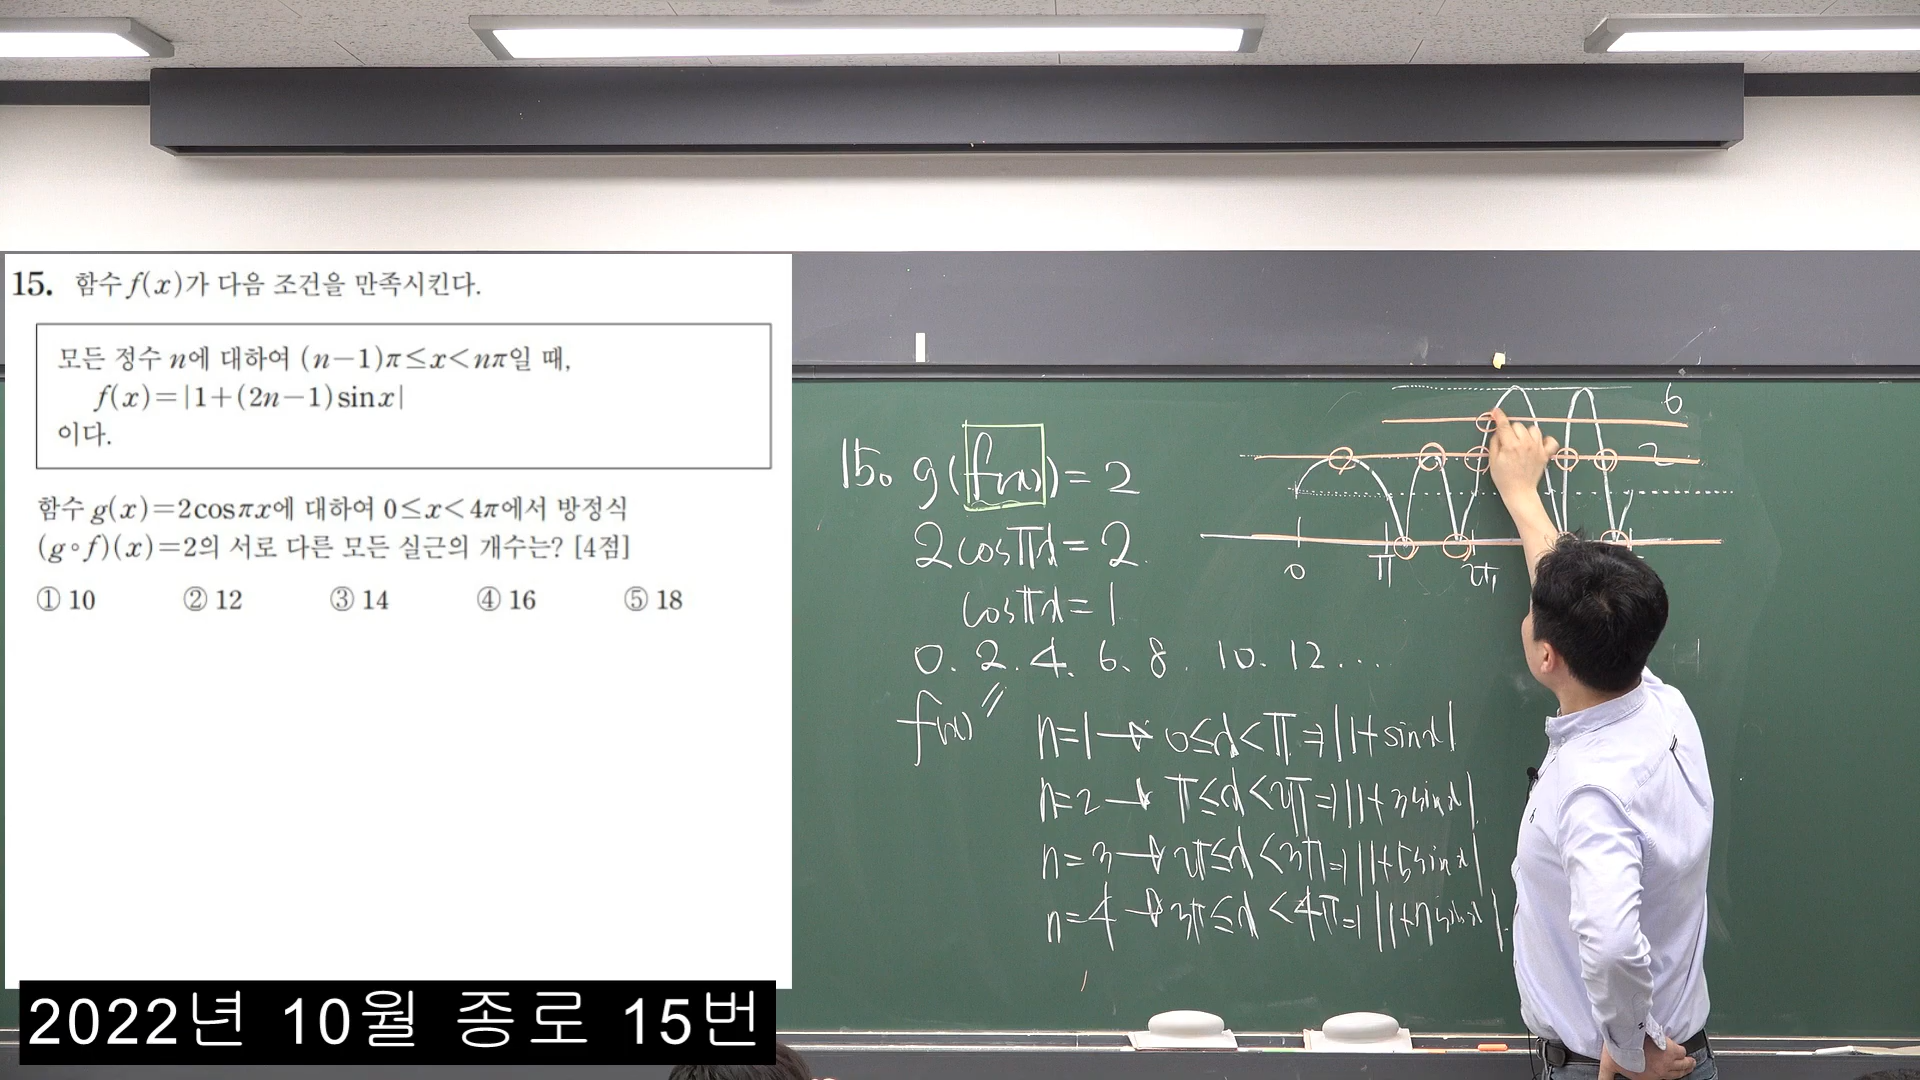 15. 함수 f(x)가 다음 조건을 만족시킨다.
모든 정수 n에 대하여 (n-1)π≤x<nπ일 때,
f(x)=|1+(2n-1)sinx|
이다.
함수 g(x)=2cosπx에 대하여 0≤x<4π에서 방정식
(g∘f)(x)=2의 서로 다른 모든 실근의 개수는? [4점]
① 10 ② 12 ③ 14 ④ 16 ⑤ 18
2022년 10월 종로 15번
15. g(f(x))=2
2cosπx=2
cosπx=1
0. 2. 4. 6. 8. 10. 12...
f(x)
n=1→0≤x<π⇒|1+sinx|
n=2→π≤x<2π⇒|1+3sinx|
n=3→2π≤x<3π⇒|1+5sinx|
n=4→3π≤x<4π⇒|1+7sinx|
6
2
0 π 2π